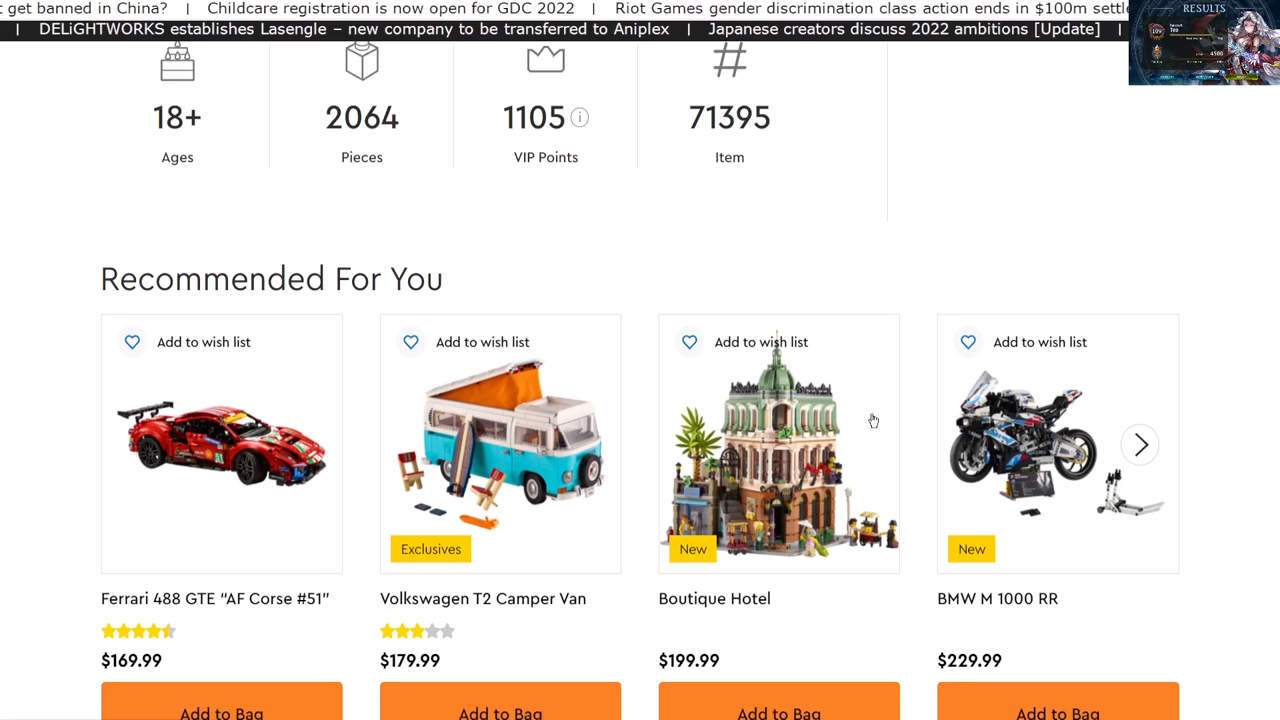 get banned in China? | Childcare registration is now open for GDC 2022 | Riot Games gender discrimination class action ends in $100m
| DELiGHTWORKS establishes Lasengle – new company to be transferred to Aniplex | Japanese creators discuss 2022 ambitions [Update] |
RESULTS
109
4500
18+ 2064 1105 71395
Ages Pieces VIP Points Item
Recommended For You
Add to wish list Add to wish list Add to wish list Add to wish list
Exclusives New New
Ferrari 488 GTE “AF Corse #51” Volkswagen T2 Camper Van Boutique Hotel BMW M 1000 RR
$169.99 $179.99 $199.99 $229.99
Add to Bag Add to Bag Add to Bag Add to Bag